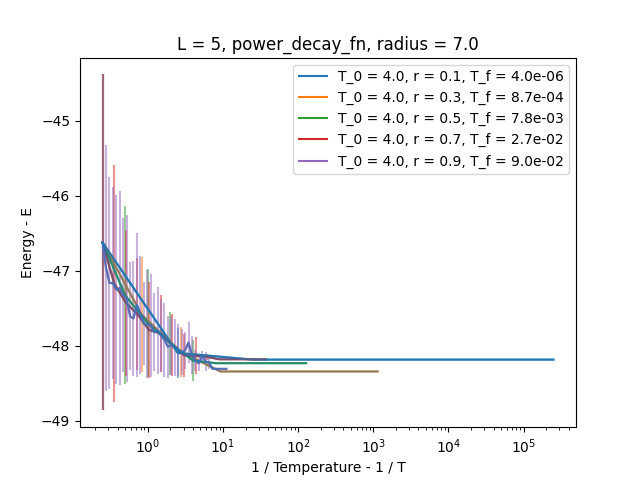 L = 5, power_decay_fn, radius = 7.0
T_0 = 4.0, r = 0.1, T_f = 4.0e-06
T_0 = 4.0, r = 0.3, T_f = 8.7e-04
T_0 = 4.0, r = 0.5, T_f = 7.8e-03
T_0 = 4.0, r = 0.7, T_f = 2.7e-02
T_0 = 4.0, r = 0.9, T_f = 9.0e-02
Energy - E
−45
−46
−47
−48
−49
10⁰ 10¹ 10² 10³ 10⁴ 10⁵
1 / Temperature - 1 / T